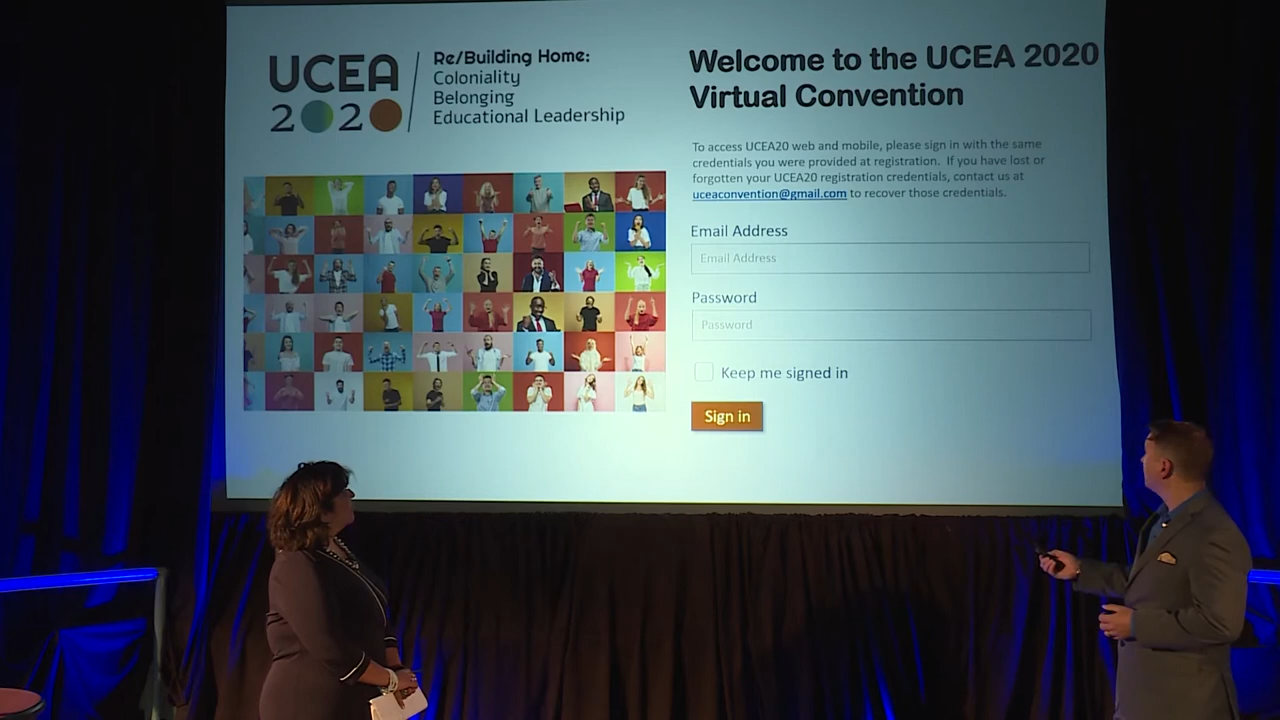 UCEA
2020
Re/Building Home:
Coloniality
Belonging
Educational Leadership
Welcome to the UCEA 2020
Virtual Convention
To access UCEA20 web and mobile, please sign in with the same
credentials you were provided at registration. If you have lost or
forgotten your UCEA20 registration credentials, contact us at
uceaconvention@gmail.com to recover those credentials.
Email Address
Email Address
Password
Password
Keep me signed in
Sign in